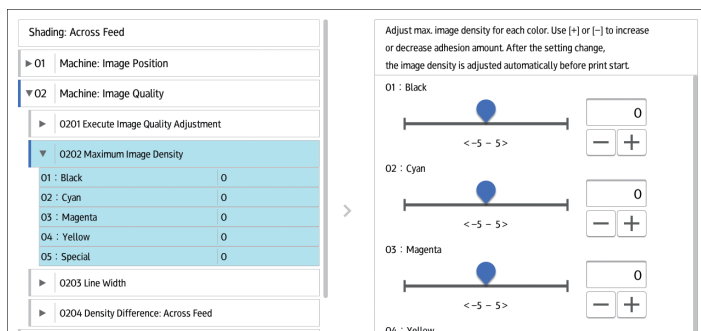 Shading: Across Feed
▶ 01 Machine: Image Position
▼ 02 Machine: Image Quality
▶ 0201 Execute Image Quality Adjustment
▼ 0202 Maximum Image Density
01 : Black 0
02 : Cyan 0
03 : Magenta 0
04 : Yellow 0
05 : Special 0
▶ 0203 Line Width
▶ 0204 Density Difference: Across Feed
>
Adjust max. image density for each color. Use [+] or [−] to increase
or decrease adhesion amount. After the setting change,
the image density is adjusted automatically before print start.
01 : Black
0
<−5 – 5> − +
02 : Cyan
0
<−5 – 5> − +
03 : Magenta
0
<−5 – 5> − +
04 : Yellow